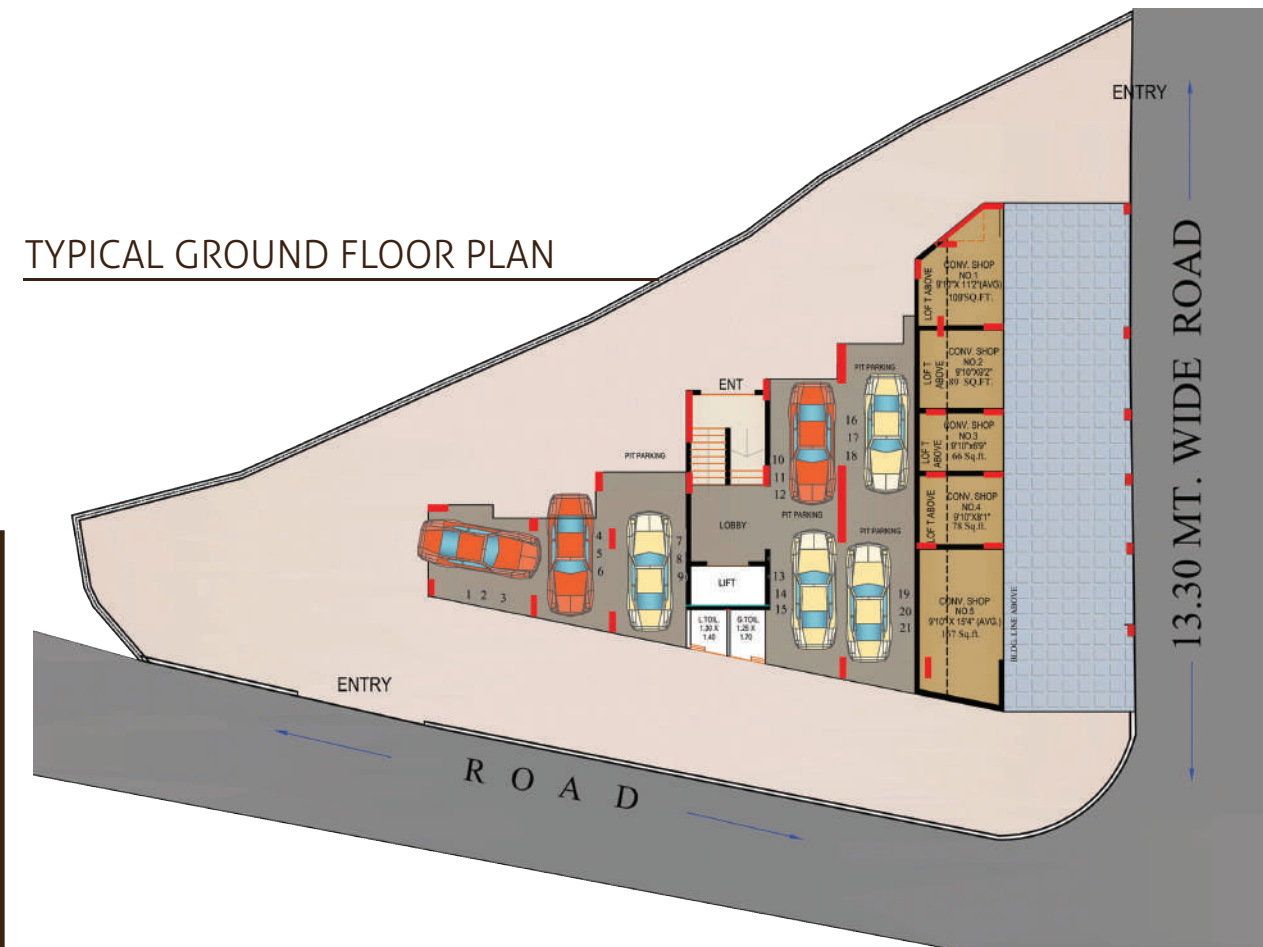 TYPICAL GROUND FLOOR PLAN
ENTRY
13.30 MT. WIDE ROAD
CONV. SHOP
NO.1
11'2"(AVG)
109'SQ.FT.
LOFT ABOVE
CONV. SHOP
NO.2
9'10"X9'2"
89 SQ.FT.
LOFT
ABOVE
CONV. SHOP
NO.3
9'10"x6'9"
66 Sq.ft.
LOFT
ABOVE
CONV. SHOP
NO.4
9'10"X8'1"
78 Sq.ft.
LOFT ABOVE
CONV. SHOP
NO.5
9'10" X 15'4" (AVG.)
Sq.ft.
BLDG. LINE ABOVE
PIT PARKING
16
17
18
ENT
10
11
12
PIT PARKING
PIT PARKING
PIT PARKING
LOBBY
LIFT
4
5
6
7
8
9
13
14
15
19
20
21
1 2 3
L.TOIL.
1.30 X
1.40
G.TOIL.
1.25 X
1.70
ENTRY
ROAD